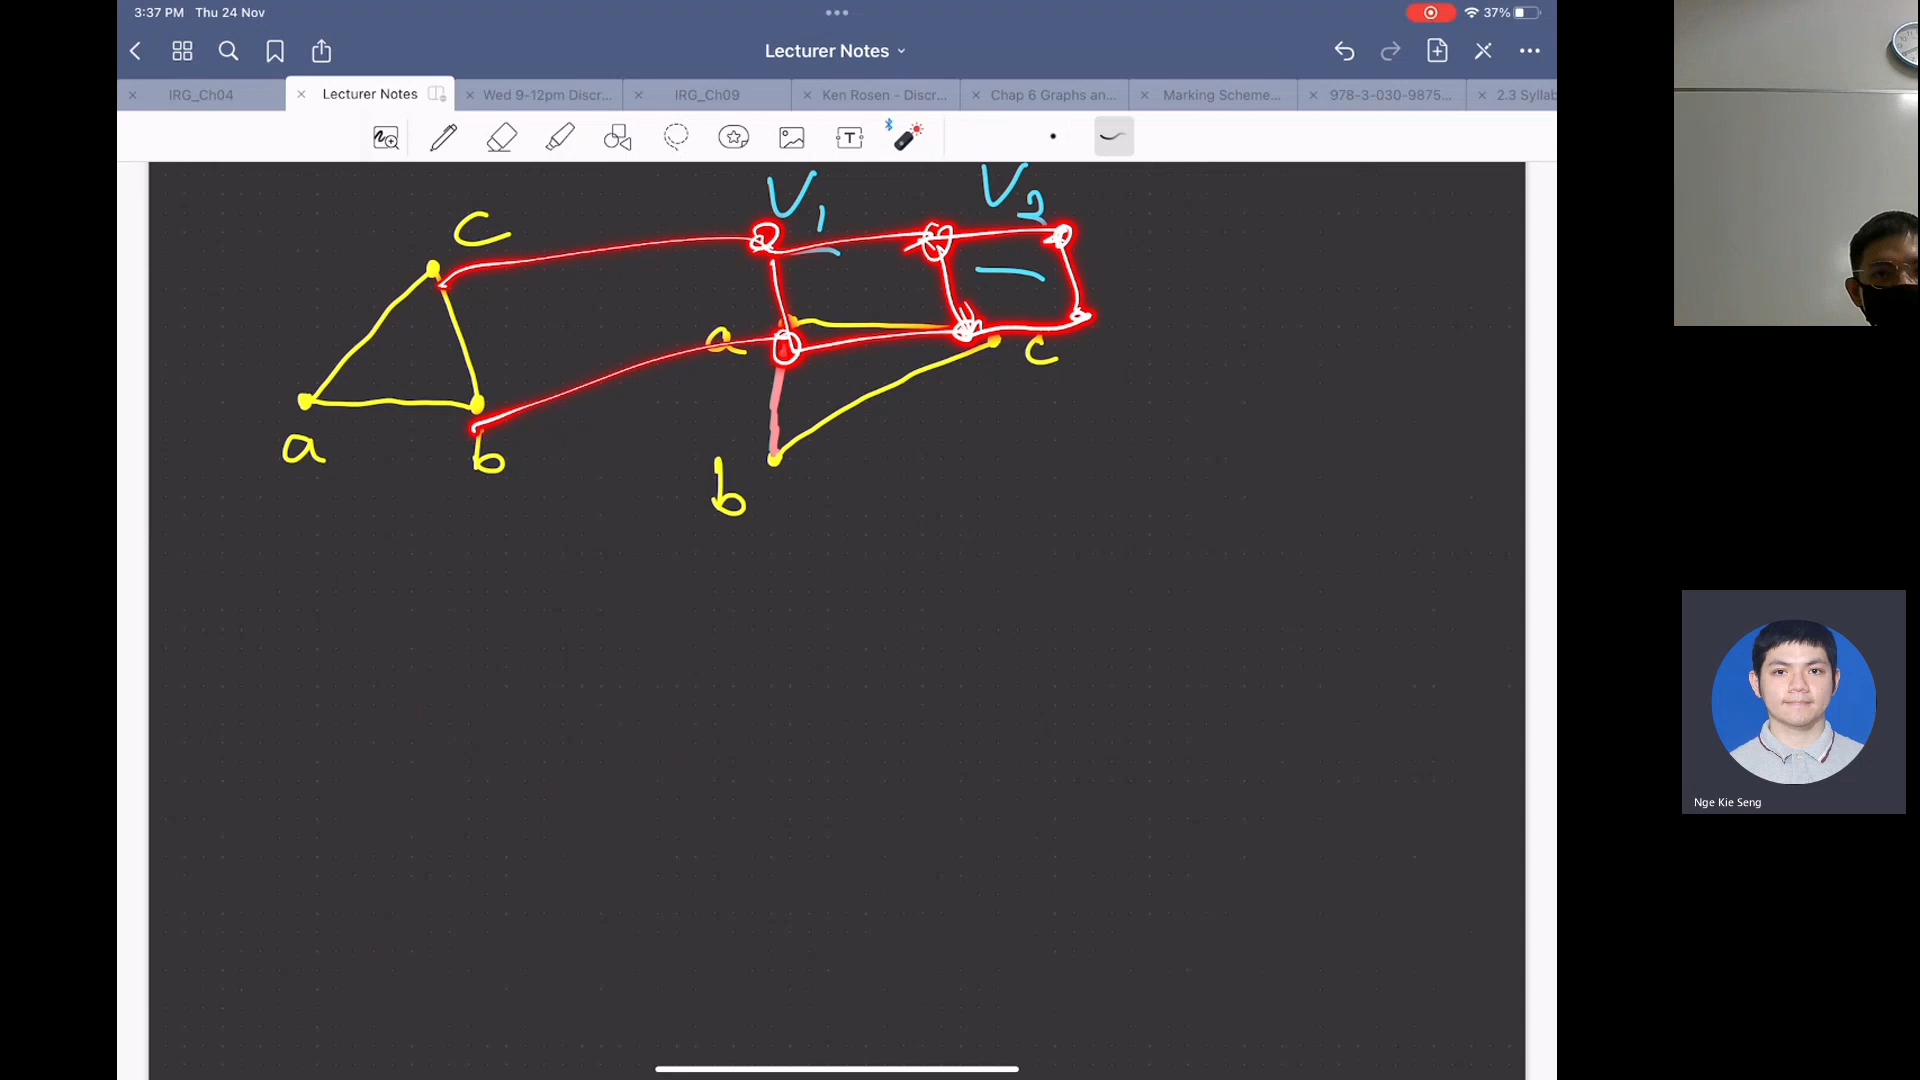 3:37 PM Thu 24 Nov
37%
Lecturer Notes
IRG_Ch04
Lecturer Notes
Wed 9-12pm Discr...
IRG_Ch09
Ken Rosen - Discr...
Chap 6 Graphs an...
Marking Scheme...
978-3-030-9875...
2.3 Syllab
T
V1
V2
c
a
c
a
b
b
Nge Kie Seng